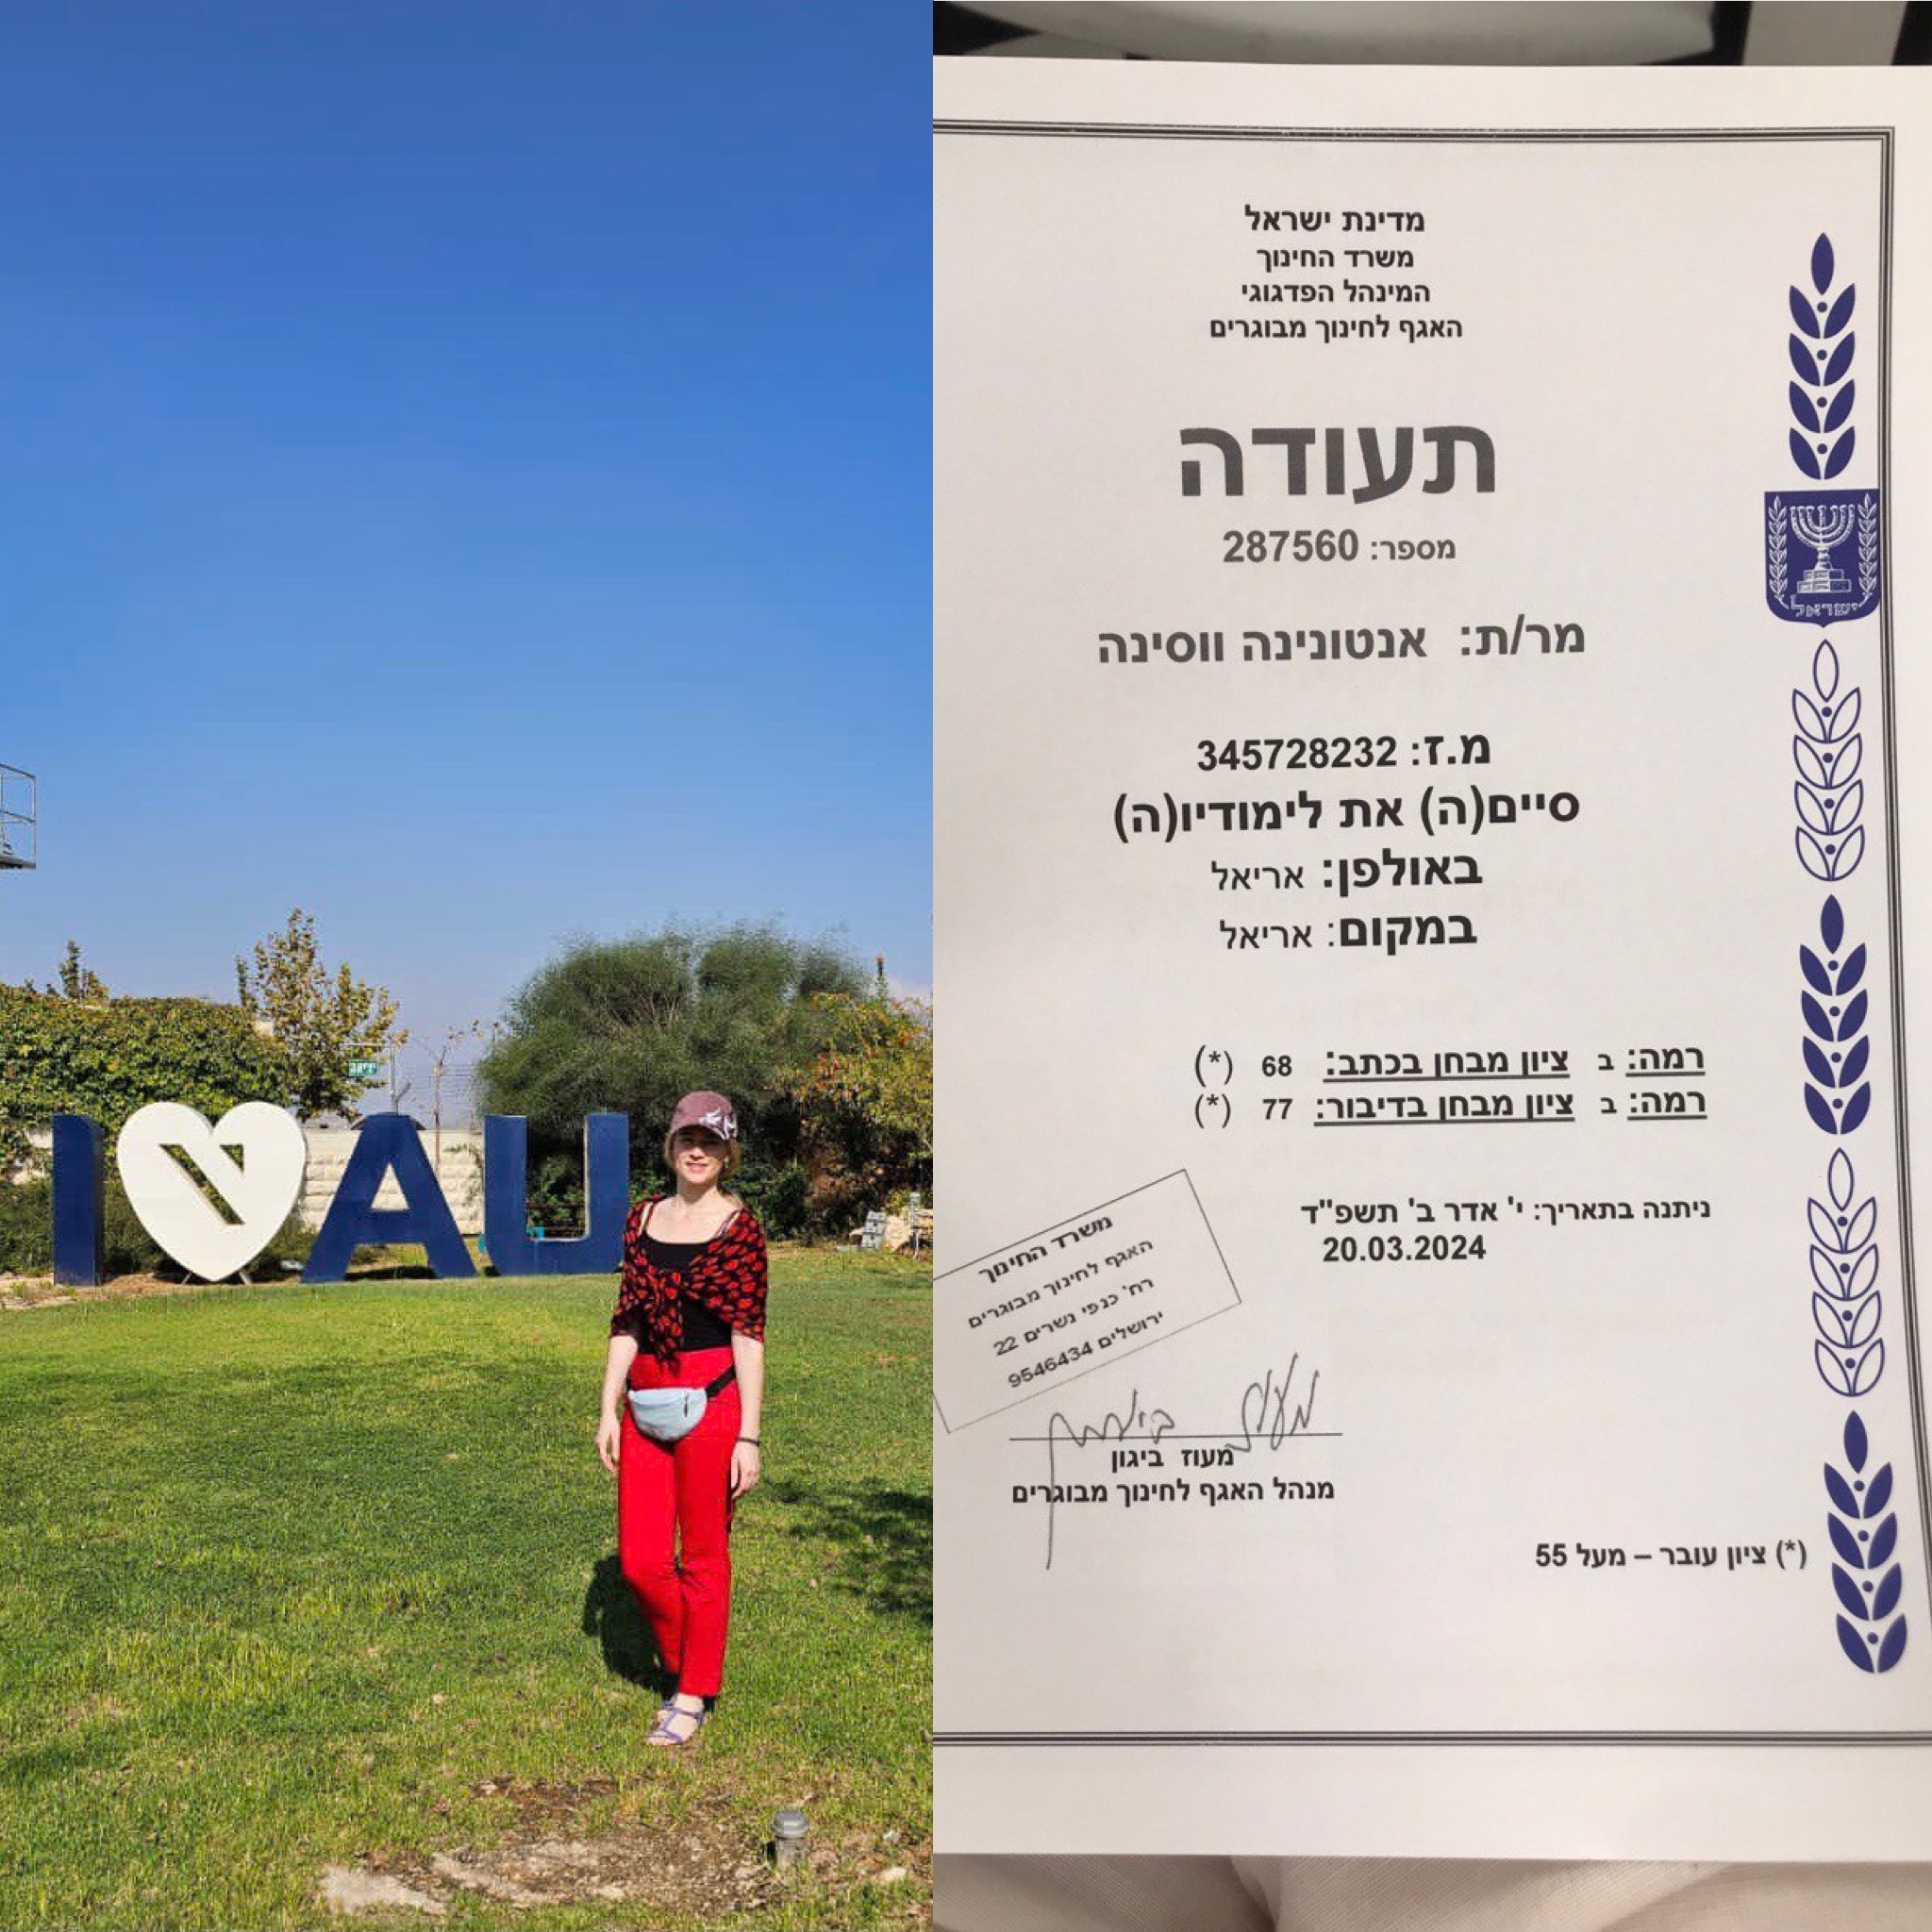 I AU
מדינת ישראל
משרד החינוך
המינהל הפדגוגי
האגף לחינוך מבוגרים
תעודה
מספר: 287560
מר/ת: אנטונינה ווסינה
מ.ז: 345728232
סיים(ה) את לימודיו(ה)
באולפן: אריאל
במקום: אריאל
רמה: ב ציון מבחן בכתב: 68 (*)
רמה: ב ציון מבחן בדיבור: 77 (*)
ניתנה בתאריך: י' אדר ב' תשפ"ד
20.03.2024
משרד החינוך
האגף לחינוך מבוגרים
רח' כנפי נשרים 22
ירושלים 9546434
מעוז ביגון
מנהל האגף לחינוך מבוגרים
(*) ציון עובר – מעל 55
ישראל